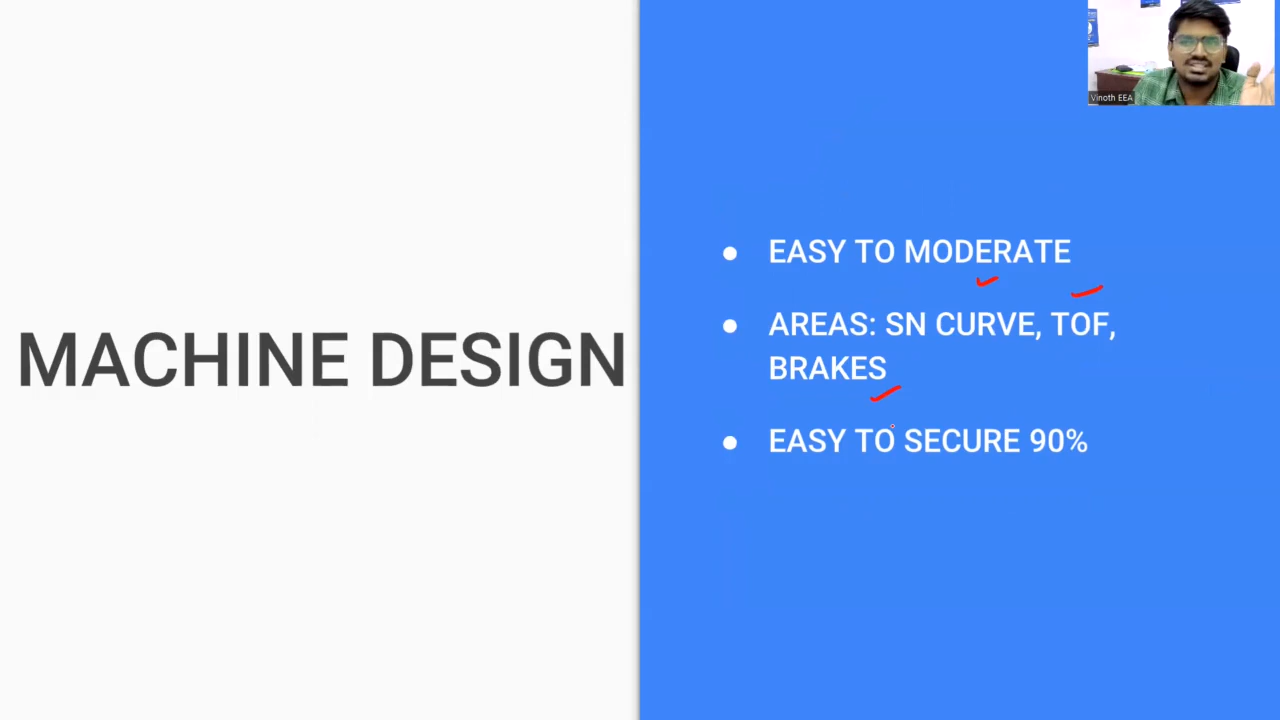 Vinoth EEA
MACHINE DESIGN
EASY TO MODERATE
AREAS: SN CURVE, TOF,
BRAKES
EASY TO SECURE 90%